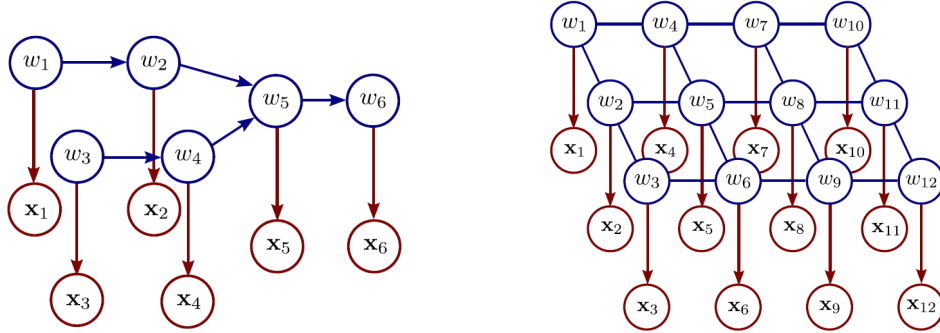 w₁ w₂ w₅ w₆
w₃ w₄
x₁ x₂ x₅ x₆
x₃ x₄
w₁ w₄ w₇ w₁₀
w₂ w₅ w₈ w₁₁
x₁ x₄ x₇ x₁₀
w₃ w₆ w₉ w₁₂
x₂ x₅ x₈ x₁₁
x₃ x₆ x₉ x₁₂